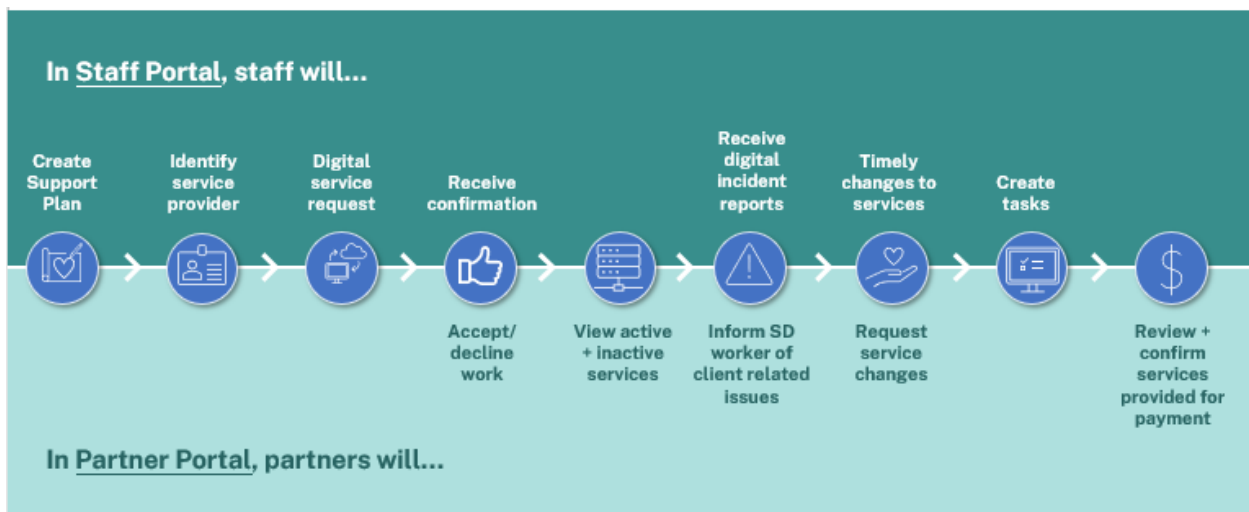 In Staff Portal, staff will...
Create
Support
Plan
Identify
service
provider
Digital
service
request
Receive
confirmation
Receive
digital
incident
reports
Timely
changes to
services
Create
tasks
$
Accept/
decline
work
View active
+ inactive
services
Inform SD
worker of
client related
issues
Request
service
changes
Review +
confirm
services
provided for
payment
In Partner Portal, partners will...